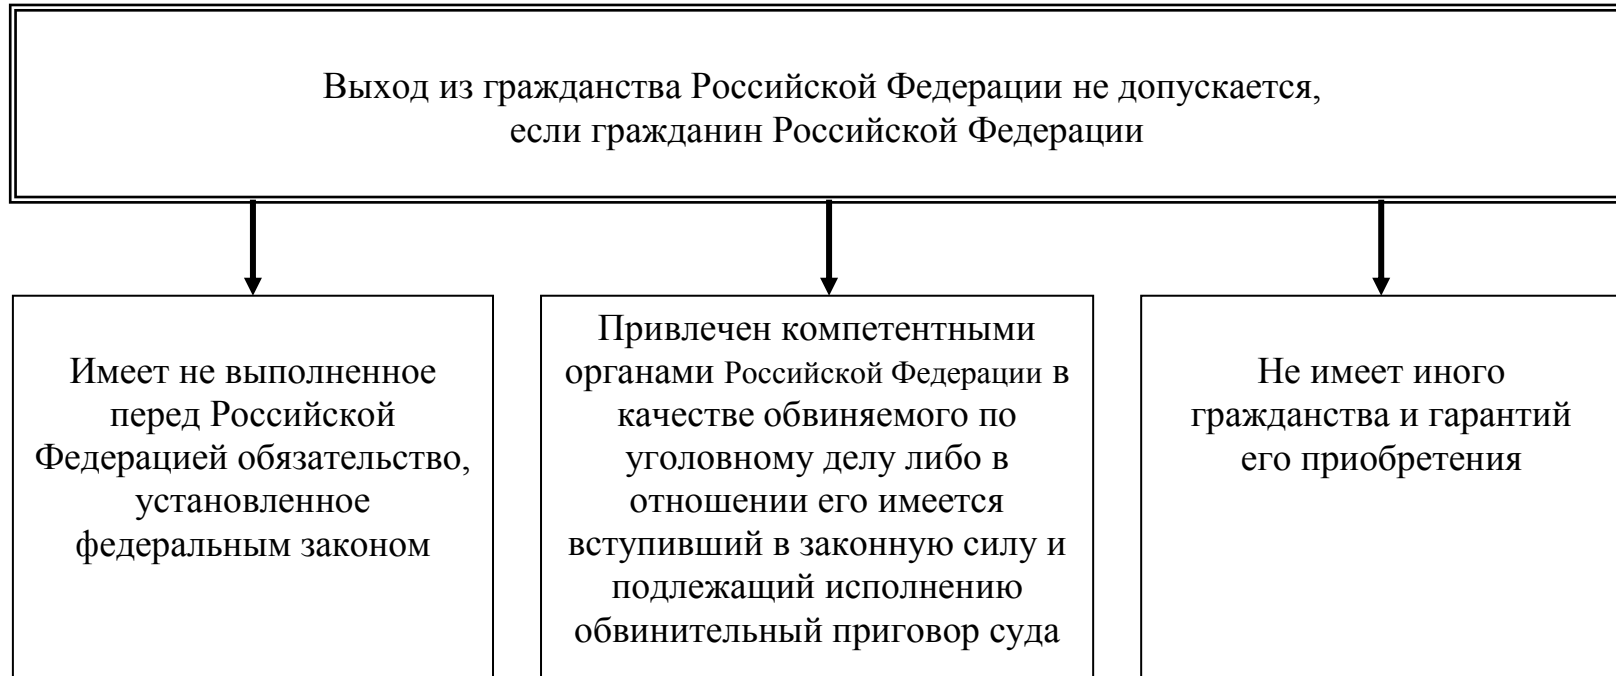 Выход из гражданства Российской Федерации не допускается,
если гражданин Российской Федерации
Имеет не выполненное
перед Российской
Федерацией обязательство,
установленное
федеральным законом
Привлечен компетентными
органами Российской Федерации в
качестве обвиняемого по
уголовному делу либо в
отношении его имеется
вступивший в законную силу и
подлежащий исполнению
обвинительный приговор суда
Не имеет иного
гражданства и гарантий
его приобретения